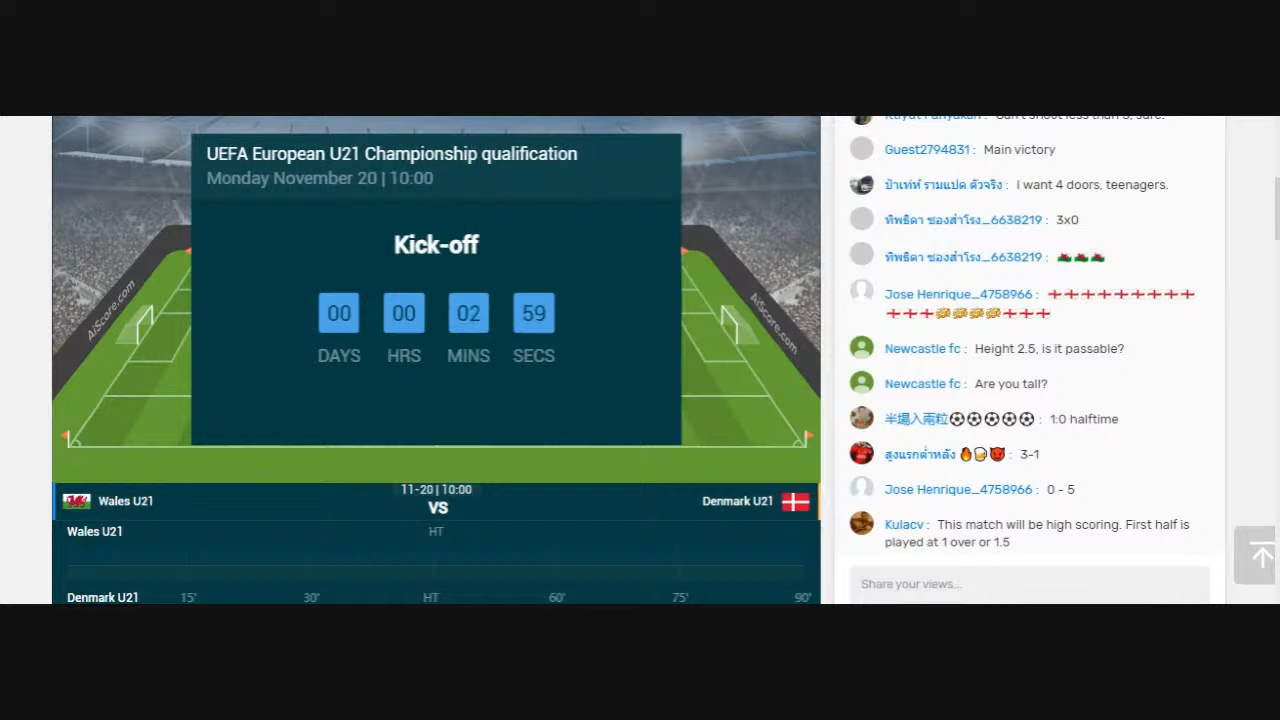 UEFA European U21 Championship qualification
Monday November 20 | 10:00
Kick-off
00 00 02 59
DAYS HRS MINS SECS
AiScore.com
AiScore.com
Wales U21
11-20 | 10:00
VS
Denmark U21
Wales U21
HT
Denmark U21 15' 30' HT 60' 75' 90'
Guest2794831 : Main victory
ป๋าเท่ห์ รามแปด ตัวจริง : I want 4 doors, teenagers.
ทิพธิดา ชองสําโรง_6638219 : 3x0
ทิพธิดา ชองสําโรง_6638219 :
Jose Henrique_4758966 :
Newcastle fc : Height 2.5, is it passable?
Newcastle fc : Are you tall?
半場入兩粒⚽⚽⚽⚽⚽ : 1:0 halftime
สูงแรกต่ําหลัง 🔥🍺😈 : 3-1
Jose Henrique_4758966 : 0 - 5
Kulacv : This match will be high scoring. First half is
played at 1 over or 1.5
Share your views...